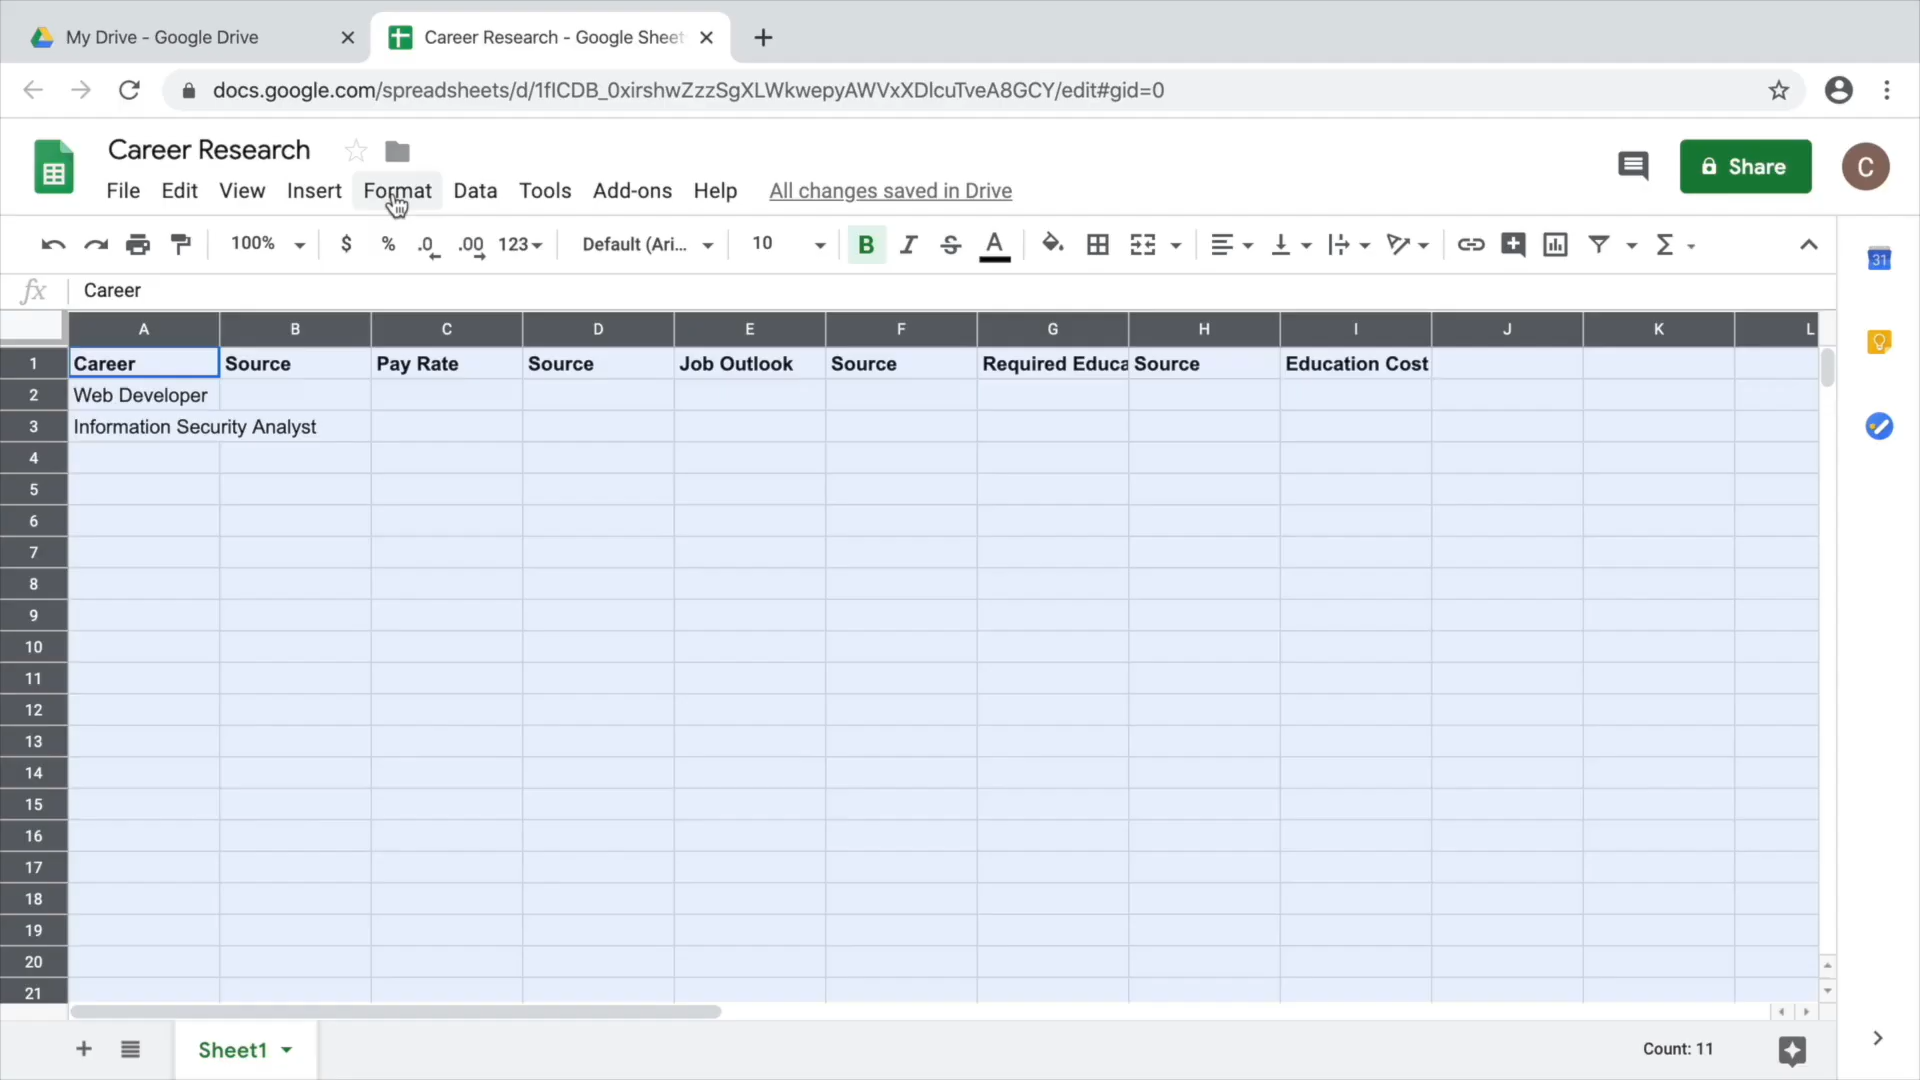 My Drive - Google Drive
Career Research - Google Sheet
docs.google.com/spreadsheets/d/1fICDB_0xirshwZzzSgXLWkwepyAWVxXDlcuTveA8GCY/edit#gid=0
Career Research
Share
C
File Edit View Insert Format Data Tools Add-ons Help All changes saved in Drive
100% $ % .0 .00 123 Default (Ari... 10 B I S A Σ
31
fx Career
A B C D E F G H I J K L
1 Career Source Pay Rate Source Job Outlook Source Required Educa Source Education Cost
2 Web Developer
3 Information Security Analyst
4
5
6
7
8
9
10
11
12
13
14
15
16
17
18
19
20
21
Sheet1 Count: 11